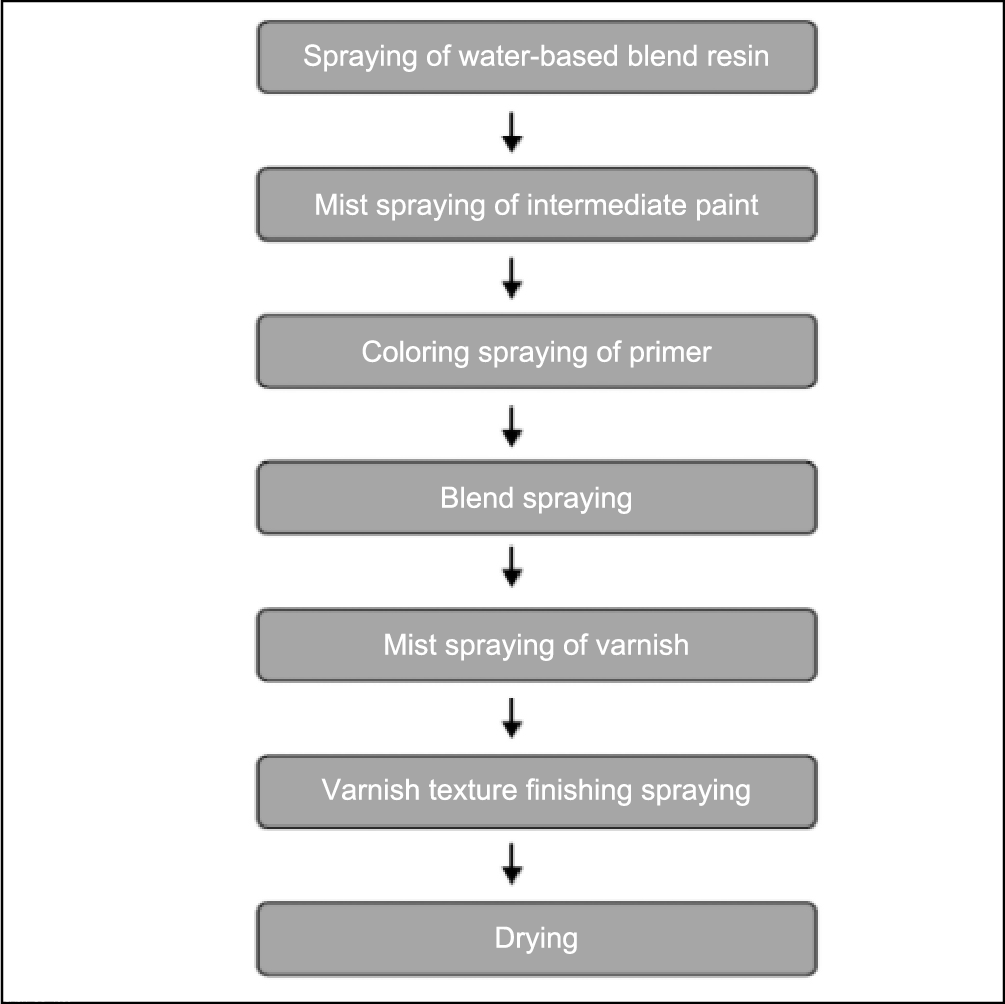 Spraying of water-based blend resin
Mist spraying of intermediate paint
Coloring spraying of primer
Blend spraying
Mist spraying of varnish
Varnish texture finishing spraying
Drying